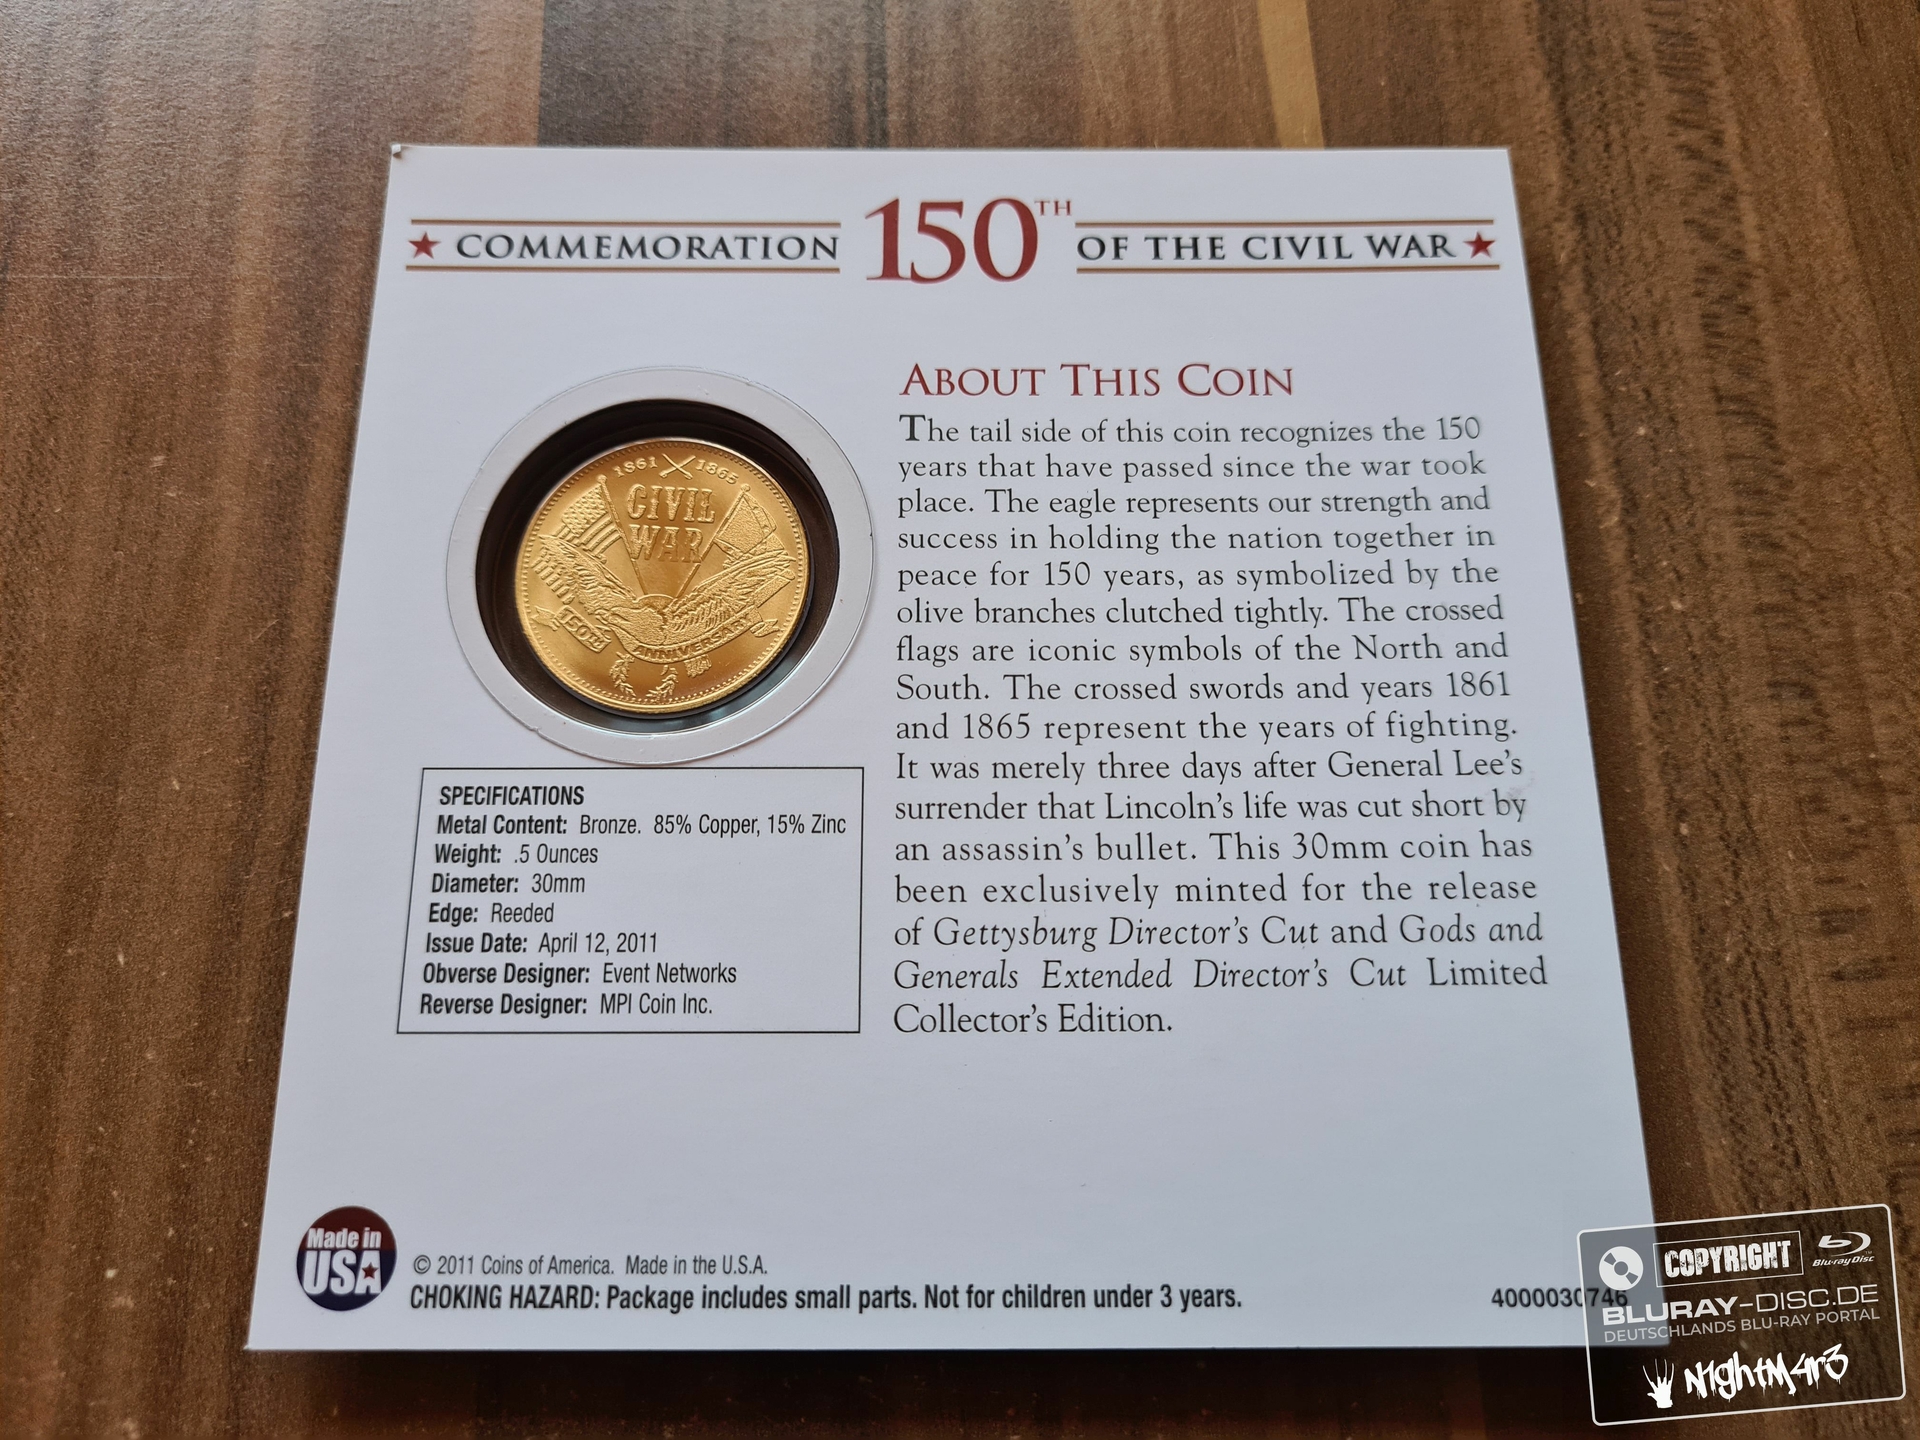 ★ COMMEMORATION 150TH OF THE CIVIL WAR ★
1861 1865
CIVIL
WAR
150TH
ANNIVERSARY
ABOUT THIS COIN
The tail side of this coin recognizes the 150
years that have passed since the war took
place. The eagle represents our strength and
success in holding the nation together in
peace for 150 years, as symbolized by the
olive branches clutched tightly. The crossed
flags are iconic symbols of the North and
South. The crossed swords and years 1861
and 1865 represent the years of fighting.
It was merely three days after General Lee's
surrender that Lincoln's life was cut short by
an assassin's bullet. This 30mm coin has
been exclusively minted for the release
of Gettysburg Director's Cut and Gods and
Generals Extended Director's Cut Limited
Collector's Edition.
SPECIFICATIONS
Metal Content: Bronze. 85% Copper, 15% Zinc
Weight: .5 Ounces
Diameter: 30mm
Edge: Reeded
Issue Date: April 12, 2011
Obverse Designer: Event Networks
Reverse Designer: MPI Coin Inc.
Made in
USA
© 2011 Coins of America. Made in the U.S.A.
CHOKING HAZARD: Package includes small parts. Not for children under 3 years.
4000030746
COPYRIGHT Blu-ray Disc
BLURAY-DISC.DE
DEUTSCHLANDS BLU-RAY PORTAL
N1ghtM4r3